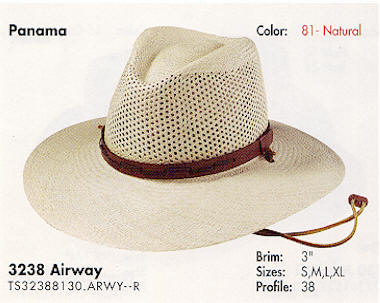 Panama
Color: 81- Natural
3238 Airway
TS32388130.ARWY--R
Brim: 3"
Sizes: S,M,L,XL
Profile: 38